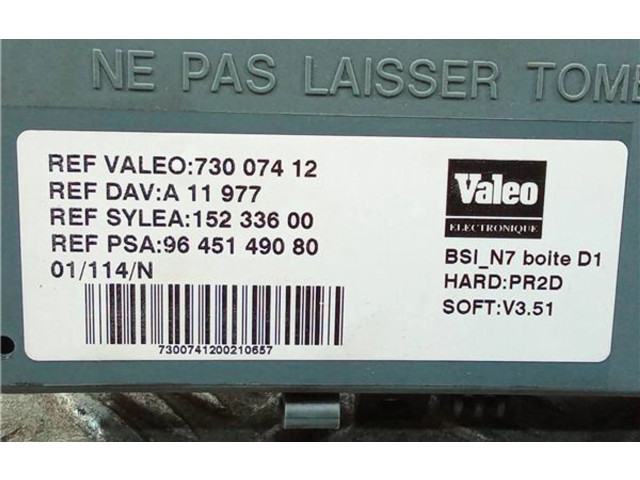 NE PAS LAISSER TOMB
REF VALEO:730 074 12
REF DAV:A 11 977
REF SYLEA:152 336 00
REF PSA:96 451 490 80
01/114/N
7300741200210657
Valeo
ELECTRONIQUE
BSI_N7 boite D1
HARD:PR2D
SOFT:V3.51